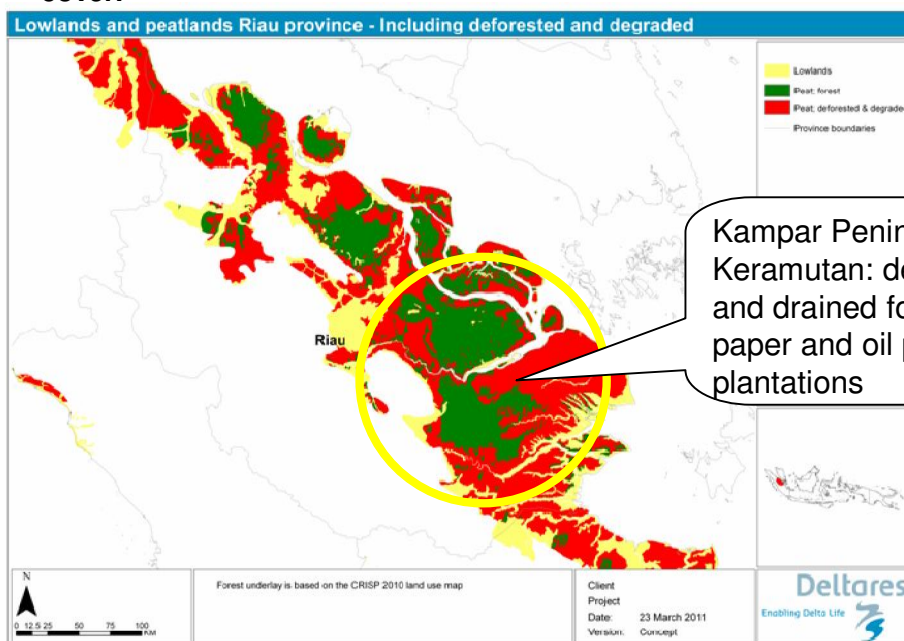 Lowlands and peatlands Riau province - Including deforested and degraded
Lowlands
Peat; forest
Peat; deforested & degraded
Province boundaries
Kampar Penin
Keramutan: de
and drained fo
paper and oil p
plantations
Riau
N
0 12.5 25 50 75 100
KM
Forest underlay is based on the CRISP 2010 land use map
Client
Project
Date: 23 March 2011
Version: Concept
Deltares
Enabling Delta Life